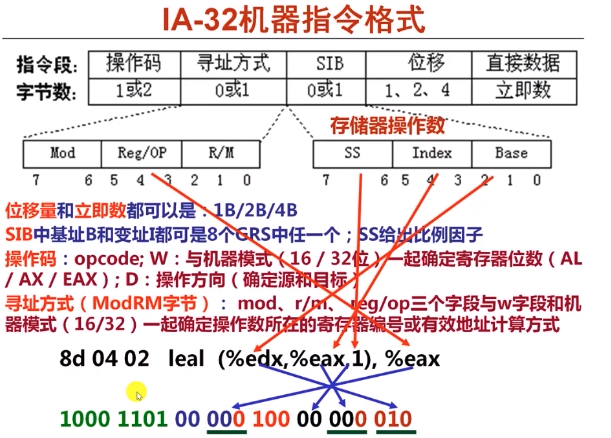 IA-32机器指令格式
指令段: 操作码 寻址方式 SIB 位移 直接数据
字节数: 1或2 0或1 0或1 1、2、4 立即数
存储器操作数
Mod Reg/OP R/M SS Index Base
7 6 5 4 3 2 1 0 7 6 5 4 3 2 1 0
位移量和立即数都可以是：1B/2B/4B
SIB中基址B和变址I都可是8个GRS中任一个；SS给出比例因子
操作码：opcode; W：与机器模式（16 / 32位）一起确定寄存器位数（AL
/ AX / EAX）; D：操作方向（确定源和目标）
寻址方式（ModRM字节）： mod、r/m、 reg/op三个字段与w字段和机
器模式（16/32）一起确定操作数所在的寄存器编号或有效地址计算方式
8d 04 02 leal (%edx,%eax,1), %eax
1000 1101 00 000 100 00 000 010